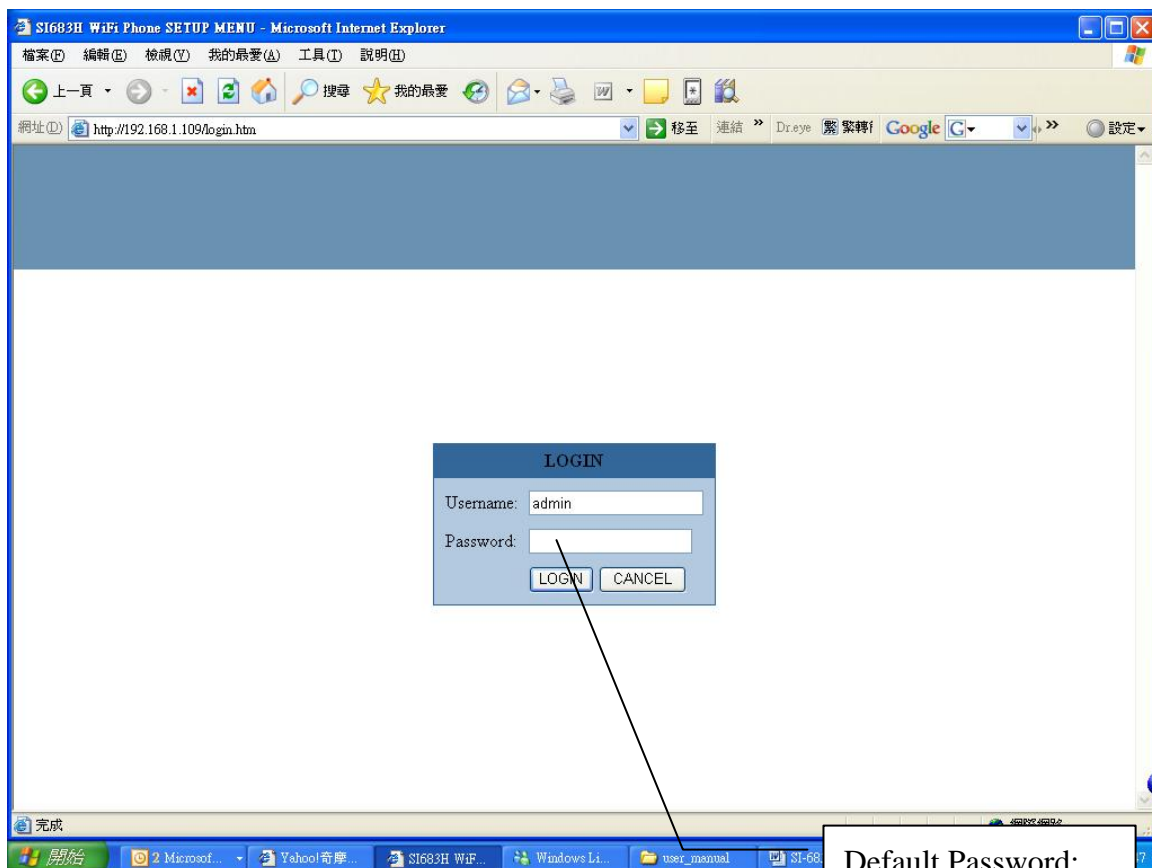 SI683H WiFi Phone SETUP MENU - Microsoft Internet Explorer
檔案(F) 編輯(E) 檢視(V) 我的最愛(A) 工具(T) 說明(H)
上一頁 搜尋 我的最愛
網址(D) http://192.168.1.109/login.htm 移至 連結 » Dr.eye 繁 繁轉 Google G » 設定
LOGIN
Username: admin
Password:
LOGIN CANCEL
完成
開始 2 Microsof... Yahoo!奇摩... SI683H WiF... Windows Li... user_manual SI-68
Default Password: